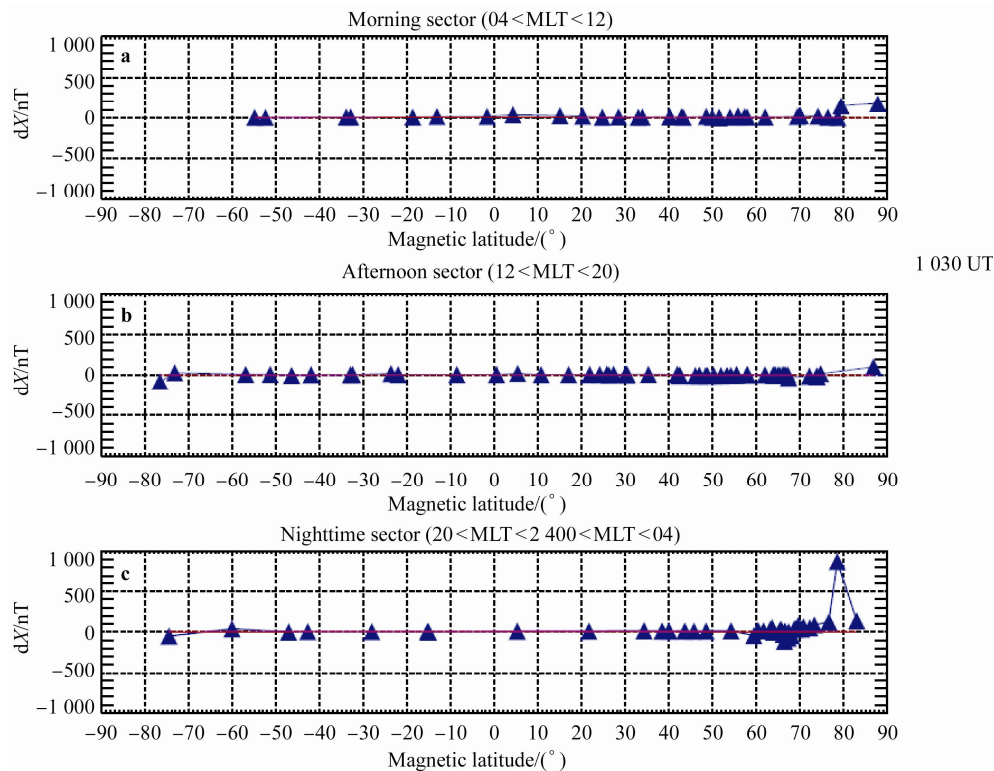 Morning sector (04<MLT<12)
a
1 000
500
0
−500
−1 000
dX/nT
−90 −80 −70 −60 −50 −40 −30 −20 −10 0 10 20 30 40 50 60 70 80 90
Magnetic latitude/(°)
1 030 UT
Afternoon sector (12<MLT<20)
b
1 000
500
0
−500
−1 000
dX/nT
−90 −80 −70 −60 −50 −40 −30 −20 −10 0 10 20 30 40 50 60 70 80 90
Magnetic latitude/(°)
Nighttime sector (20<MLT<2 400<MLT<04)
c
1 000
500
0
−500
−1 000
dX/nT
−90 −80 −70 −60 −50 −40 −30 −20 −10 0 10 20 30 40 50 60 70 80 90
Magnetic latitude/(°)